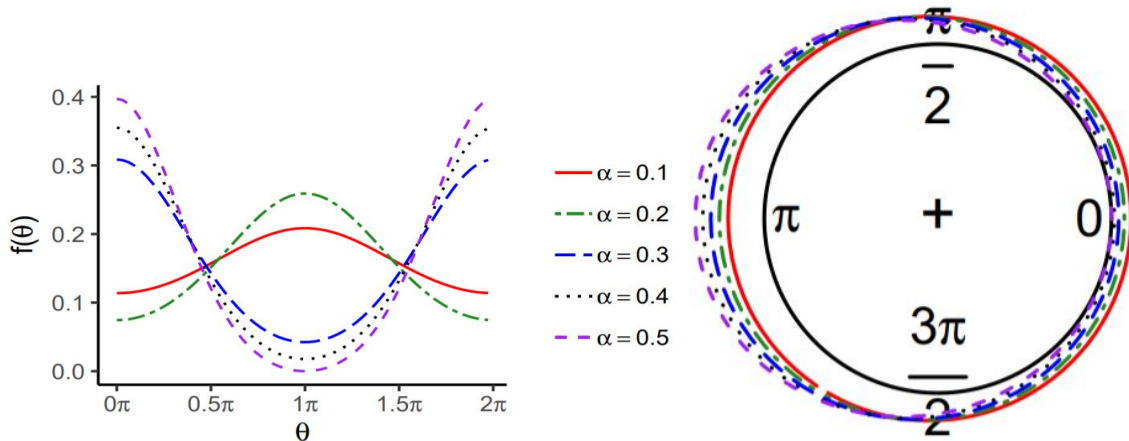 f(θ)
0.4
0.3
0.2
0.1
0.0
0π
0.5π
1π
1.5π
2π
θ
α = 0.1
α = 0.2
α = 0.3
α = 0.4
α = 0.5
π
2
π
+
0
3π
2